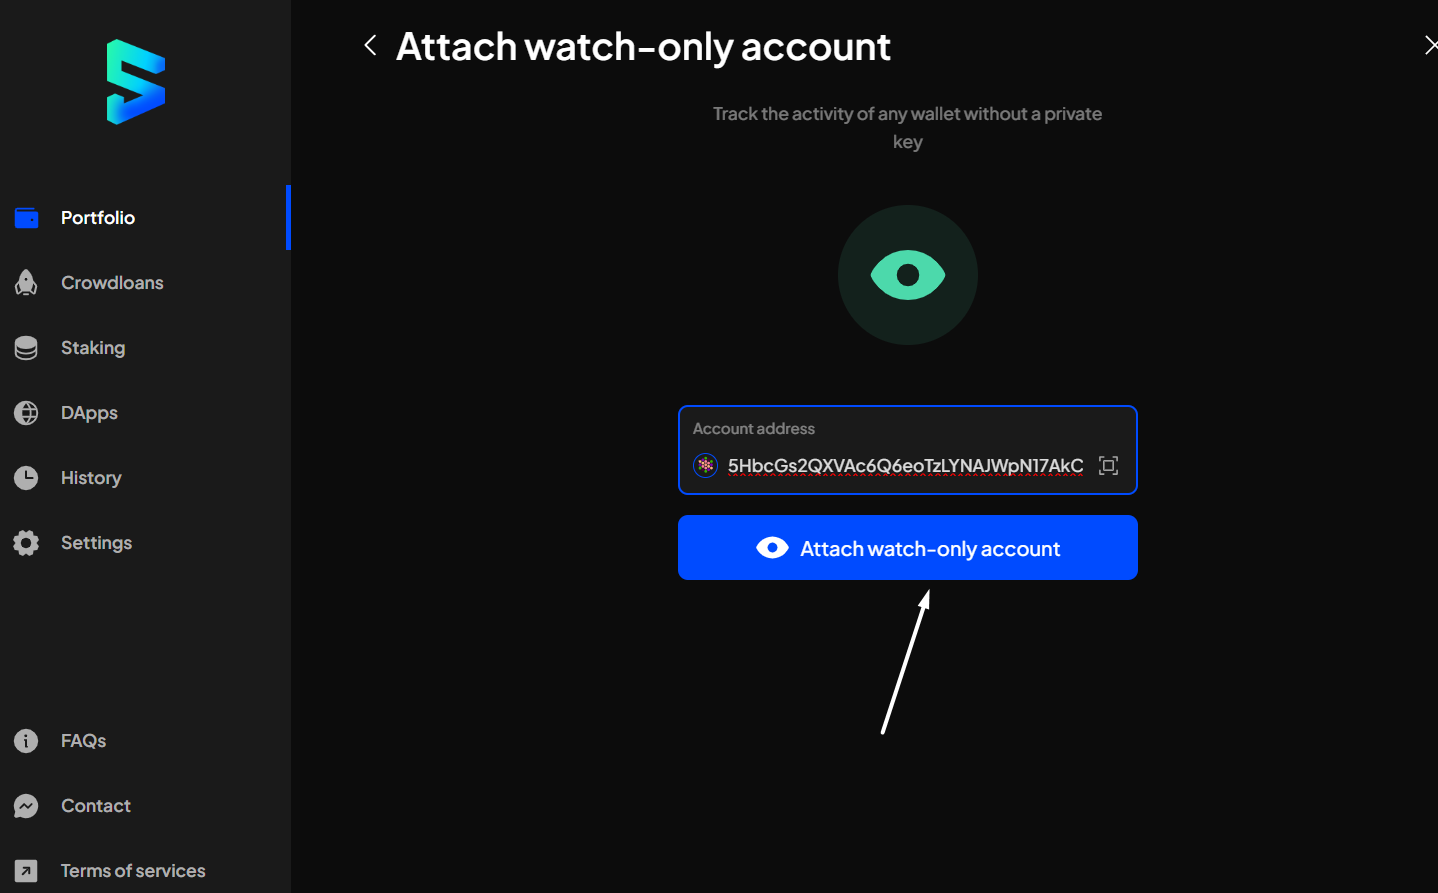 Attach watch-only account
Track the activity of any wallet without a private
key
Portfolio
Crowdloans
Staking
DApps
History
Settings
Account address
5HbcGs2QXVAc6Q6eoTzLYNAJWpN17AkC
Attach watch-only account
FAQs
Contact
Terms of services